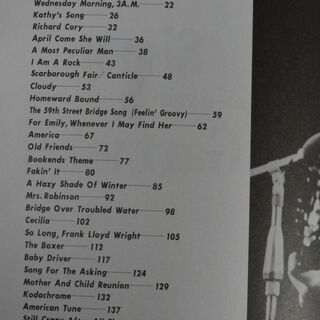 Wednesday Morning, 3A.M.—22
Kathy's Song—26
Richard Cory—32
April Come She Will—36
A Most Peculiar Man—38
I Am A Rock—43
Scarborough Fair/Canticle—48
Cloudy—53
Homeward Bound—56
The 59th Street Bridge Song (Feelin' Groovy)—59
For Emily, Whenever I May Find Her—62
America—67
Old Friends—72
Bookends Theme—77
Fakin' It—80
A Hazy Shade Of Winter—85
Mrs. Robinson—92
Bridge Over Troubled Water—98
Cecilia—102
So Long, Frank Lloyd Wright—105
The Boxer—112
Baby Driver—117
Song For The Asking—124
Mother And Child Reunion—129
Kodachrome—132
American Tune—137
Still Crazy After All